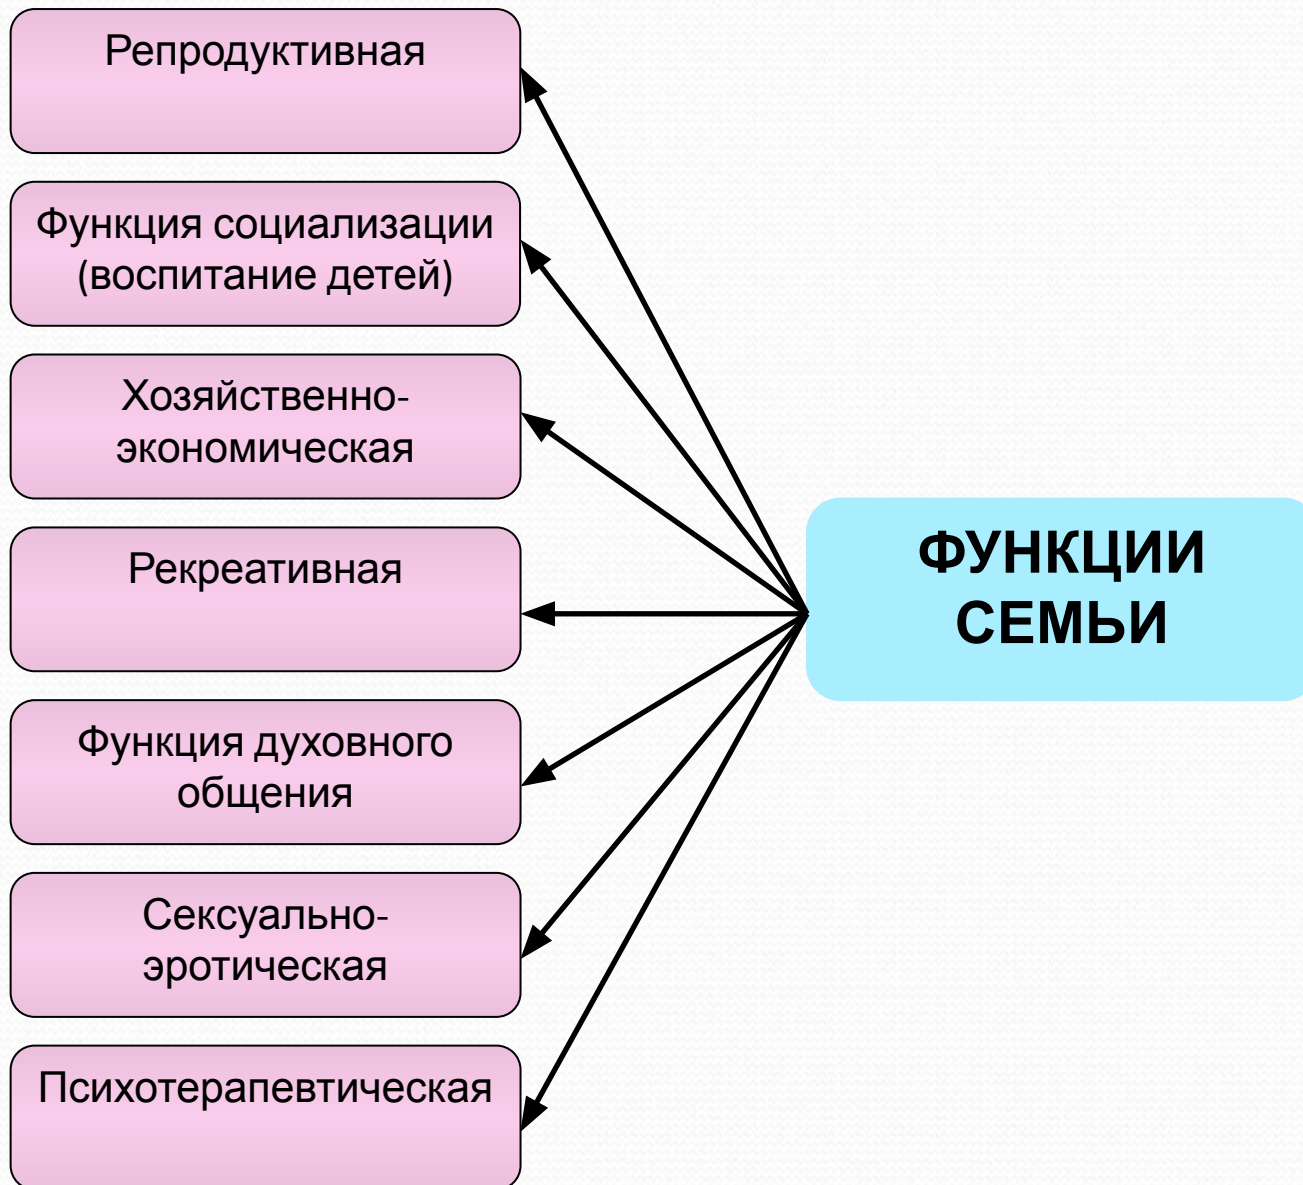 Репродуктивная
Функция социализации
(воспитание детей)
Хозяйственно-
экономическая
Рекреативная
Функция духовного
общения
Сексуально-
эротическая
Психотерапевтическая
ФУНКЦИИ
СЕМЬИ